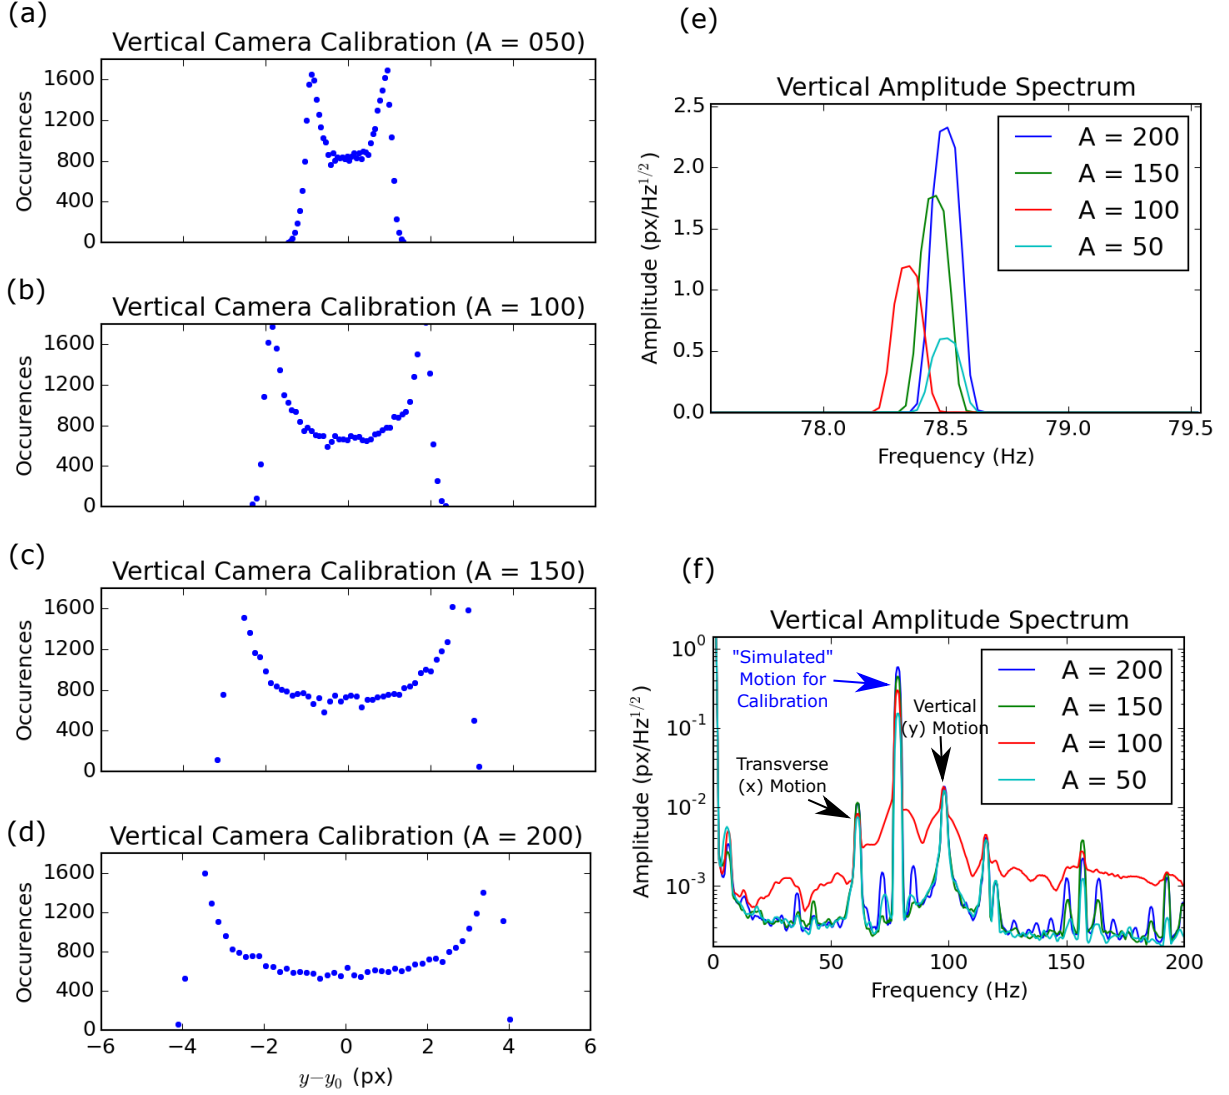 (a)
Vertical Camera Calibration (A = 050)
1600
1200
800
400
0
Occurences
(b)
Vertical Camera Calibration (A = 100)
1600
1200
800
400
0
Occurences
(c)
Vertical Camera Calibration (A = 150)
1600
1200
800
400
0
Occurences
(d)
Vertical Camera Calibration (A = 200)
1600
1200
800
400
0
Occurences
−6 −4 −2 0 2 4 6
y−y₀ (px)
(e)
Vertical Amplitude Spectrum
2.5
2.0
1.5
1.0
0.5
0.0
Amplitude (px/Hz^1/2)
A = 200
A = 150
A = 100
A = 50
78.0 78.5 79.0 79.5
Frequency (Hz)
(f)
Vertical Amplitude Spectrum
10^0
10^-1
10^-2
10^-3
Amplitude (px/Hz^1/2)
"Simulated"
Motion for
Calibration
Vertical
(y) Motion
Transverse
(x) Motion
A = 200
A = 150
A = 100
A = 50
0 50 100 150 200
Frequency (Hz)